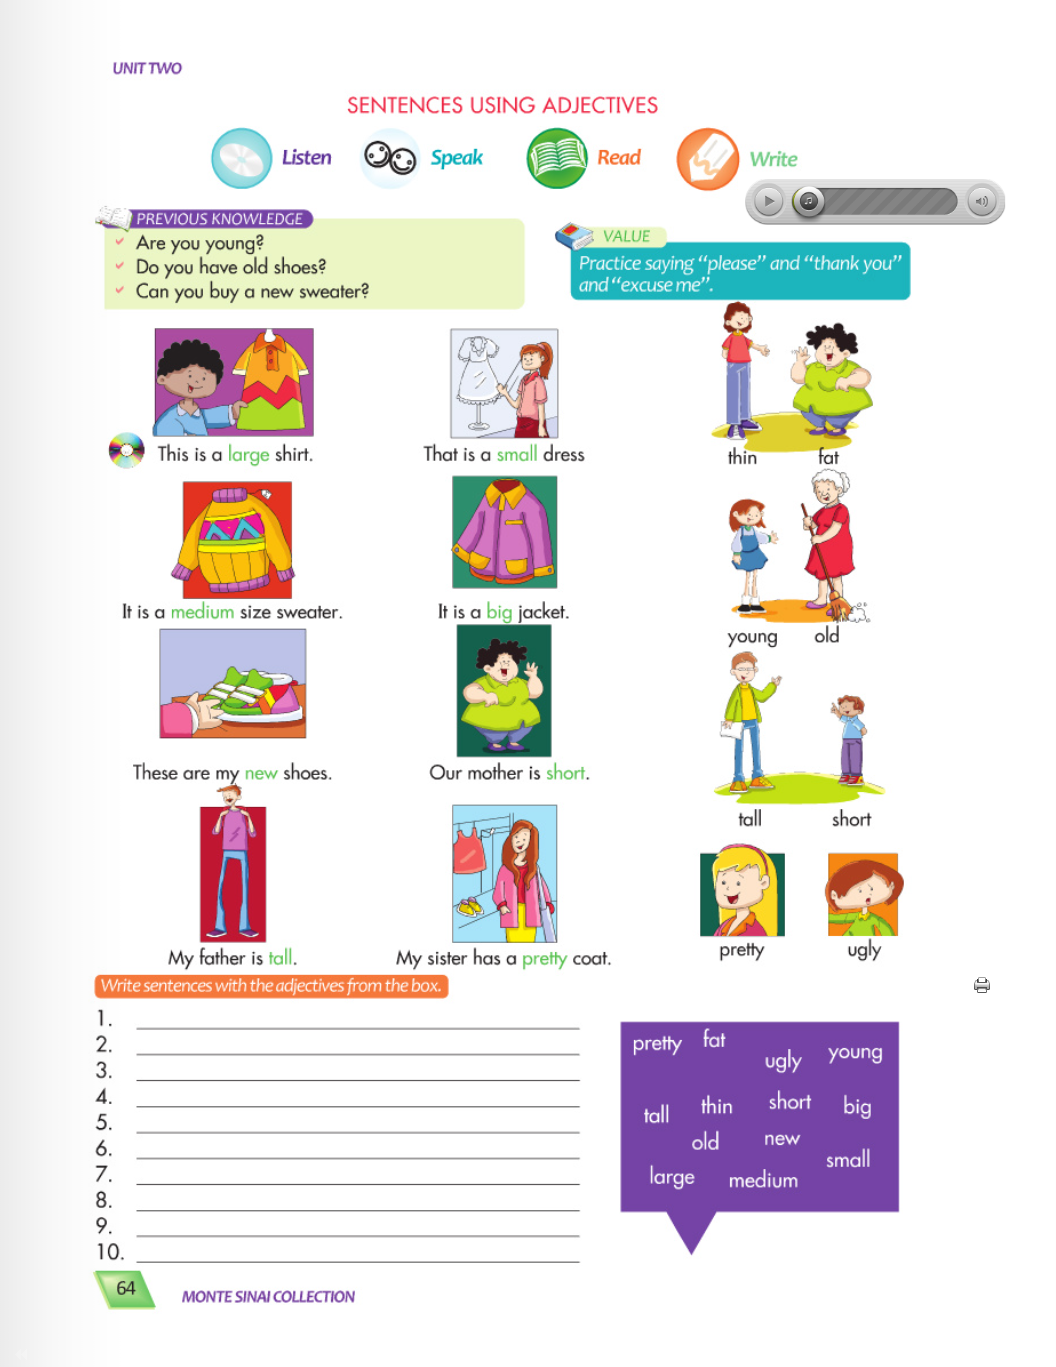 UNIT TWO
SENTENCES USING ADJECTIVES
Listen
Speak
Read
Write
PREVIOUS KNOWLEDGE
Are you young?
Do you have old shoes?
Can you buy a new sweater?
VALUE
Practice saying “please” and “thank you”
and “excuse me”.
This is a large shirt.
That is a small dress
thin
fat
It is a medium size sweater.
It is a big jacket.
young
old
These are my new shoes.
Our mother is short.
tall
short
My father is tall.
My sister has a pretty coat.
pretty
ugly
Write sentences with the adjectives from the box.
1.
2.
3.
4.
5.
6.
7.
8.
9.
10.
pretty fat ugly young
tall thin short big
old new small
large medium
64
MONTE SINAI COLLECTION